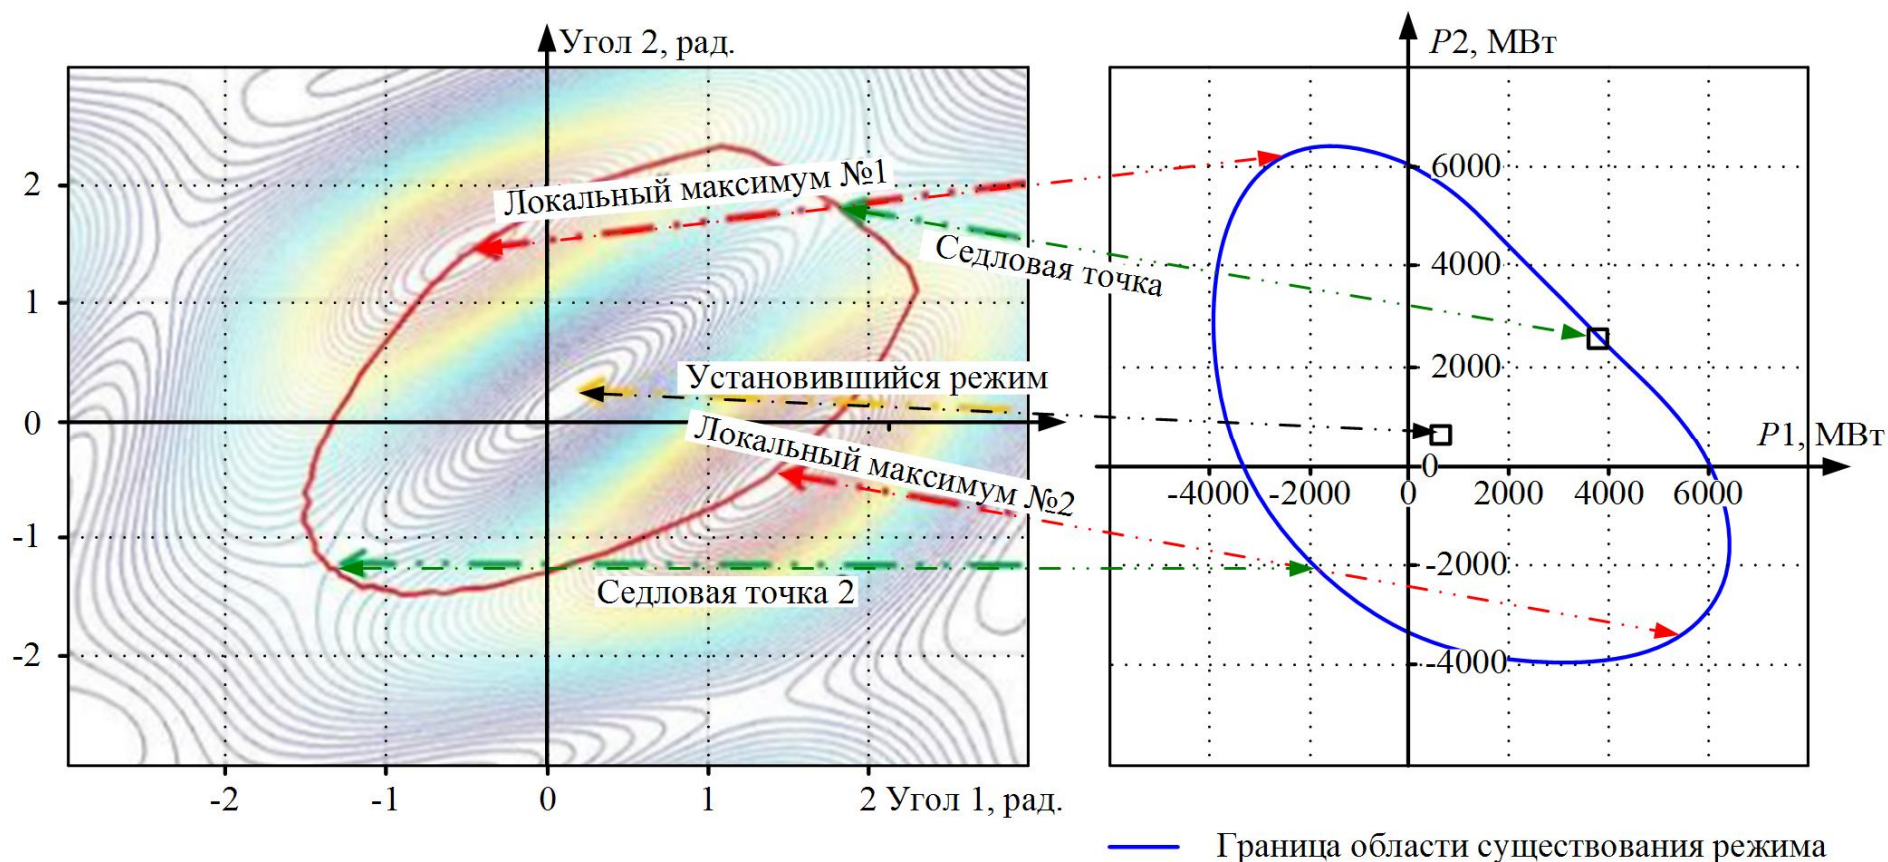 Угол 2, рад.
2
1
0
-1
-2
-2
-1
0
1
2
Угол 1, рад.
Локальный максимум №1
Седловая точка
Установившийся режим
Локальный максимум №2
Седловая точка 2
P2, МВт
6000
4000
2000
0
-2000
-4000
P1, МВт
-4000
-2000
0
2000
4000
6000
Граница области существования режима